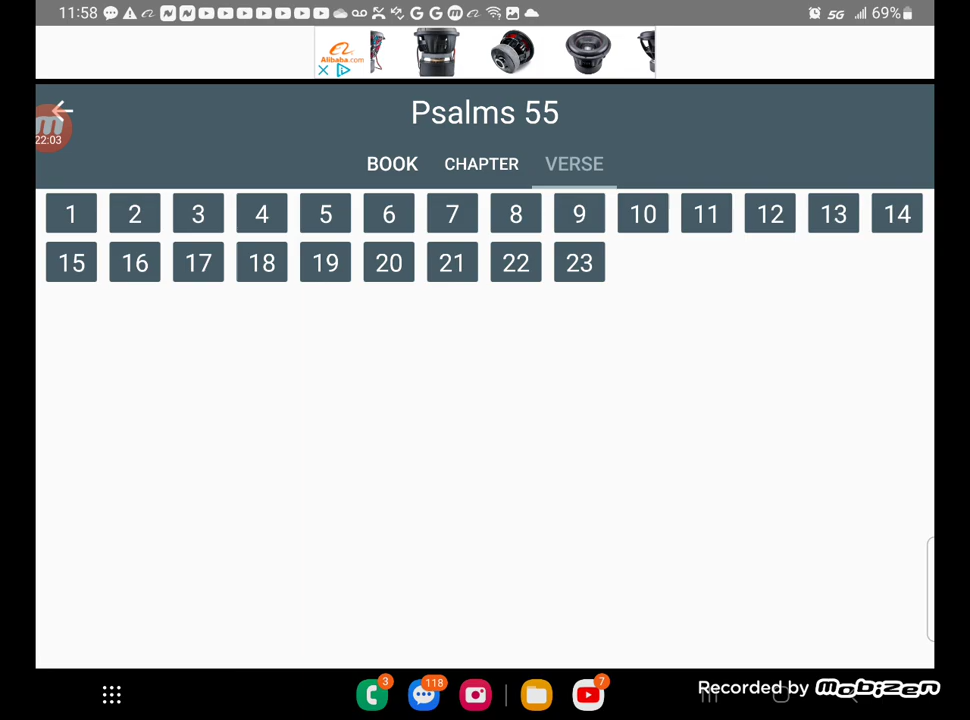 11:58 5G 69%
Alibaba.com
Psalms 55
22:03
BOOK CHAPTER VERSE
1 2 3 4 5 6 7 8 9 10 11 12 13 14
15 16 17 18 19 20 21 22 23
3 118 7
Recorded by mobizen